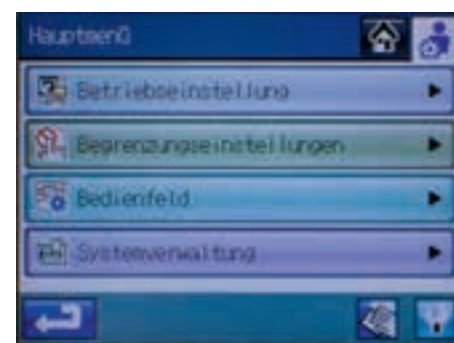 Hauptmenü
Betriebseinstellung
Begrenzungseinstellungen
Bedienfeld
Systemverwaltung